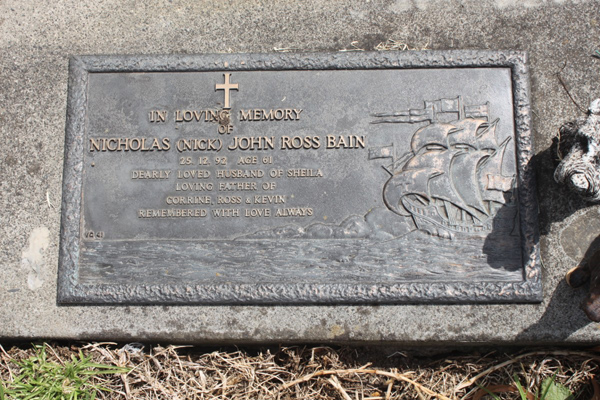 IN LOVING MEMORY
OF
NICHOLAS (NICK) JOHN ROSS BAIN
25 12 92 AGE 61
DEARLY LOVED HUSBAND OF SHEILA
LOVING FATHER OF
CORRINE, ROSS & KEVIN
REMEMBERED WITH LOVE ALWAYS